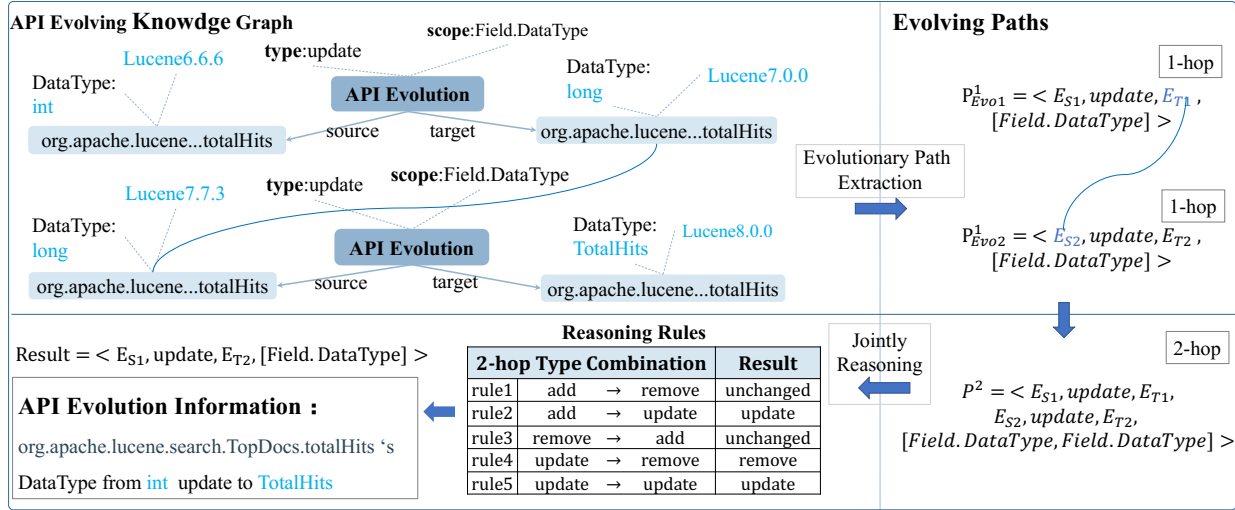 API Evolving Knowdge Graph
scope:Field.DataType
type:update
Lucene6.6.6
DataType:
int
API Evolution
DataType:
long
Lucene7.0.0
source
target
org.apache.lucene...totalHits
org.apache.lucene...totalHits
Lucene7.7.3
type:update
scope:Field.DataType
DataType:
long
API Evolution
DataType:
TotalHits
Lucene8.0.0
source
target
org.apache.lucene...totalHits
org.apache.lucene...totalHits
Evolutionary Path
Extraction
Evolving Paths
1-hop
P¹Evo1 = < ES1, update, ET1 ,
[Field. DataType] >
1-hop
P¹Evo2 = < ES2, update, ET2 ,
[Field. DataType] >
2-hop
P² = < ES1, update, ET1,
ES2, update, ET2,
[Field. DataType, Field. DataType] >
Jointly
Reasoning
Reasoning Rules
2-hop Type Combination Result
rule1 add → remove unchanged
rule2 add → update update
rule3 remove → add unchanged
rule4 update → remove remove
rule5 update → update update
Result = < ES1, update, ET2, [Field. DataType] >
API Evolution Information :
org.apache.lucene.search.TopDocs.totalHits ‘s
DataType from int update to TotalHits